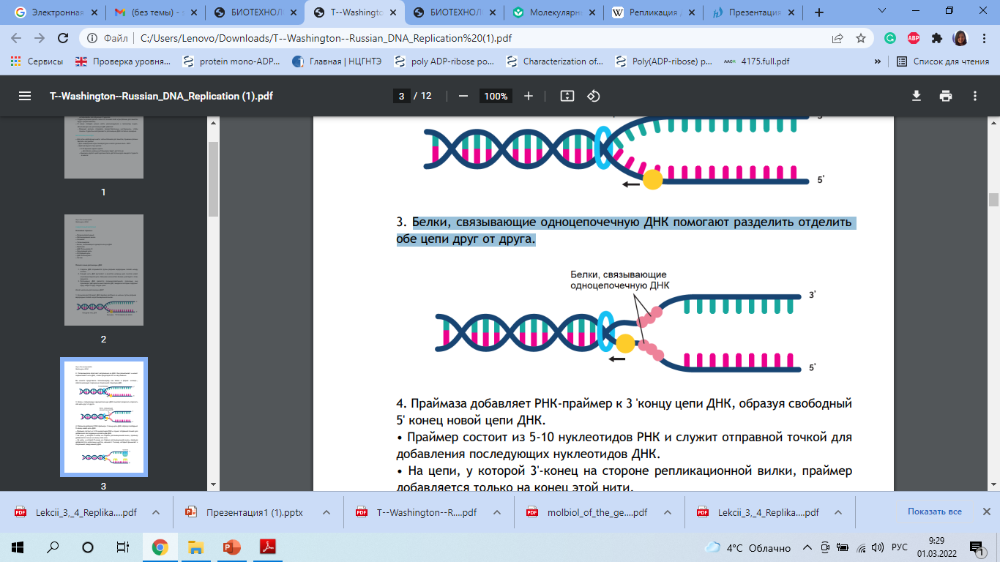 Электронная
(без темы) -
БИОТЕХНОЛ
T--Washingto
БИОТЕХНОЛ
Молекулярн
Репликация
Презентация
Файл
C:/Users/Lenovo/Downloads/T--Washington--Russian_DNA_Replication%20(1).pdf
ABP
Сервисы
Проверка уровня...
protein mono-ADP...
Главная | НЦГНТЭ
poly ADP-ribose po...
Characterization of...
Poly(ADP-ribose) p...
4175.full.pdf
»
Список для чтения
T--Washington--Russian_DNA_Replication (1).pdf
3 / 12
100%
1
2
3
5'
3. Белки, связывающие одноцепочечную ДНК помогают разделить отделить
обе цепи друг от друга.
Белки, связывающие
одноцепочечную ДНК
3'
5'
4. Праймаза добавляет РНК-праймер к 3 'концу цепи ДНК, образуя свободный
5' конец новой цепи ДНК.
• Праймер состоит из 5-10 нуклеотидов РНК и служит отправной точкой для
добавления последующих нуклеотидов ДНК.
• На цепи, у которой 3'-конец на стороне репликационной вилки, праймер
добавляется только на конец этой нити.
Lekcii_3,_4_Replika....pdf
Презентация1 (1).pptx
T--Washington--R....pdf
molbiol_of_the_ge....pdf
Lekcii_3,_4_Replika....pdf
Показать все
4°C Облачно
РУС
9:29
01.03.2022
1